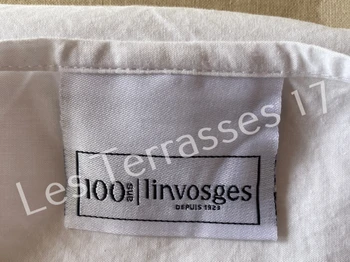 100 ans linvosges
DEPUIS 1923
Les Terrasses 17